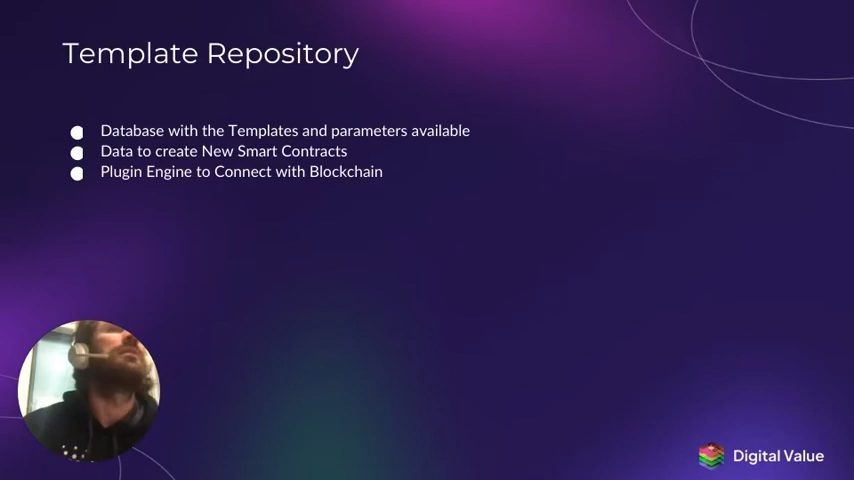 Template Repository
Database with the Templates and parameters available
Data to create New Smart Contracts
Plugin Engine to Connect with Blockchain
Digital Value